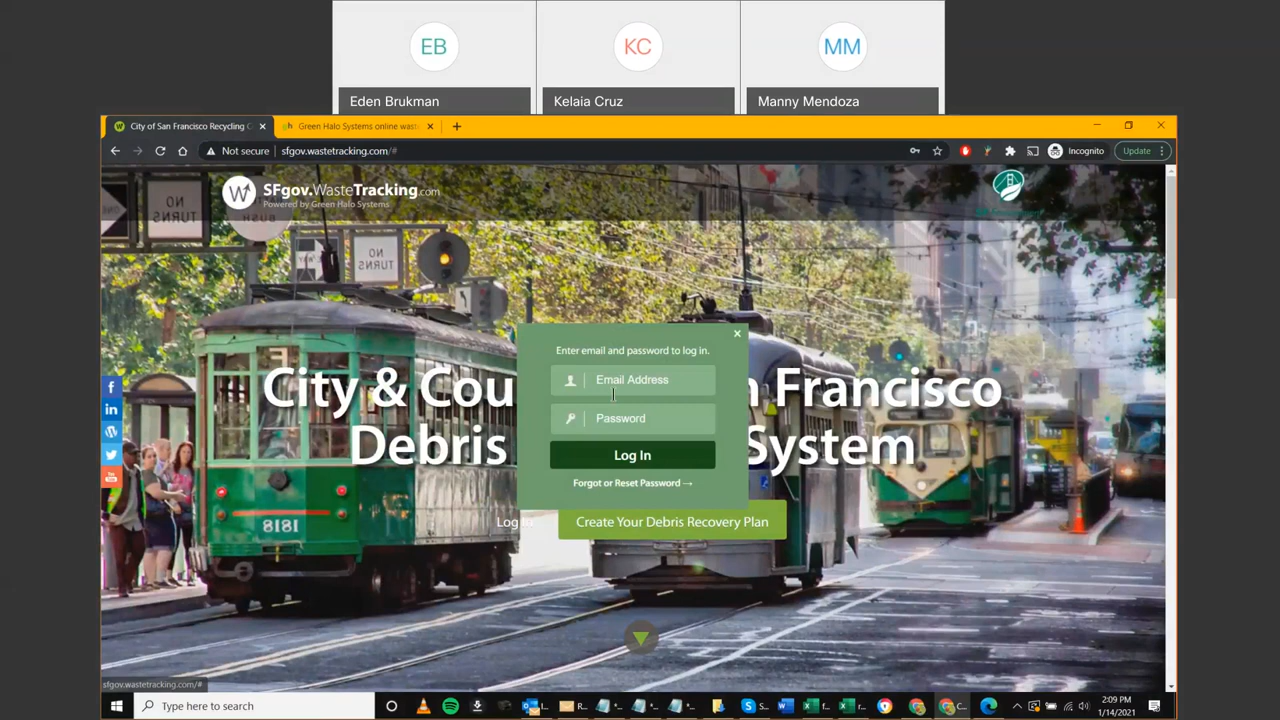 EB
KC
MM
Eden Brukman
Kelaia Cruz
Manny Mendoza
City of San Francisco Recycling
Green Halo Systems online wast
Not secure
sfgov.wastetracking.com/#
Incognito
Update
SFgov.WasteTracking.com
Powered by Green Halo Systems
NO
TURNS
NO
TURNS
BUSH
Enter email and password to log in.
Email Address
Password
Log In
Forgot or Reset Password →
City & Cou n Francisco
Debris System
Log In
Create Your Debris Recovery Plan
8181
sfgov.wastetracking.com/#
Type here to search
2:09 PM
1/14/2021